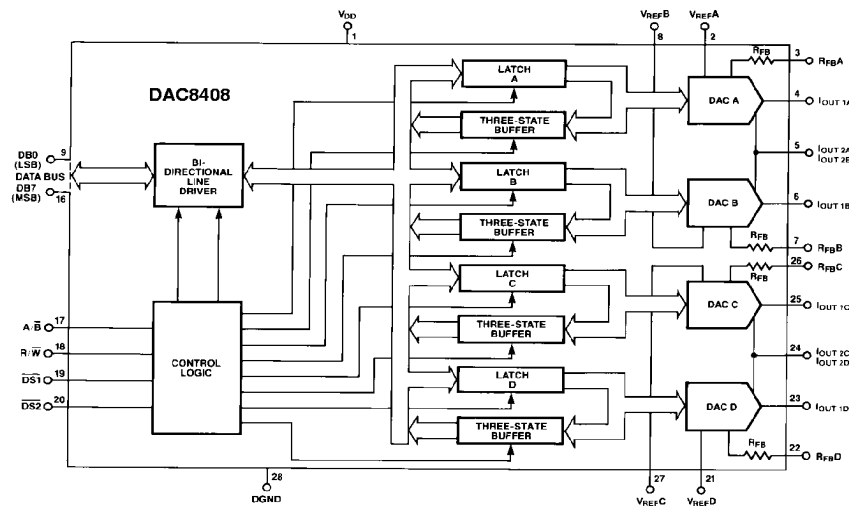 VDD
1
VREFB
8
VREFA
2
DAC8408
LATCH
A
THREE-STATE
BUFFER
RFB
3
RFBA
DAC A
4
IOUT 1A
5
IOUT 2A
IOUT 2B
DB0
(LSB)
9
DATA BUS
DB7
(MSB)
16
BI-
DIRECTIONAL
LINE
DRIVER
LATCH
B
THREE-STATE
BUFFER
DAC B
6
IOUT 1B
RFB
7
RFBB
LATCH
C
THREE-STATE
BUFFER
RFB
26
RFBC
DAC C
25
IOUT 1C
24
IOUT 2C
IOUT 2D
A/B̅
17
R/W̅
18
D̅S̅1̅
19
D̅S̅2̅
20
CONTROL
LOGIC
LATCH
D
THREE-STATE
BUFFER
DAC D
23
IOUT 1D
RFB
22
RFBD
28
DGND
27
VREFC
21
VREFD